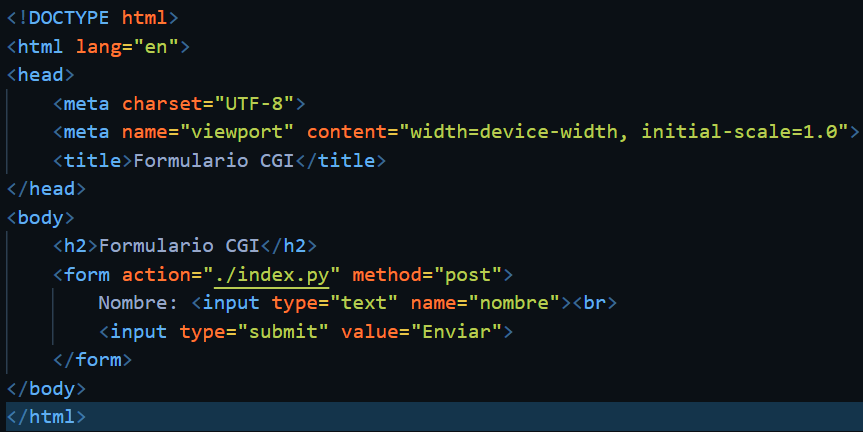 <!DOCTYPE html>
<html lang="en">
<head>
    <meta charset="UTF-8">
    <meta name="viewport" content="width=device-width, initial-scale=1.0">
    <title>Formulario CGI</title>
</head>
<body>
    <h2>Formulario CGI</h2>
    <form action="./index.py" method="post">
        Nombre: <input type="text" name="nombre"><br>
        <input type="submit" value="Enviar">
    </form>
</body>
</html>